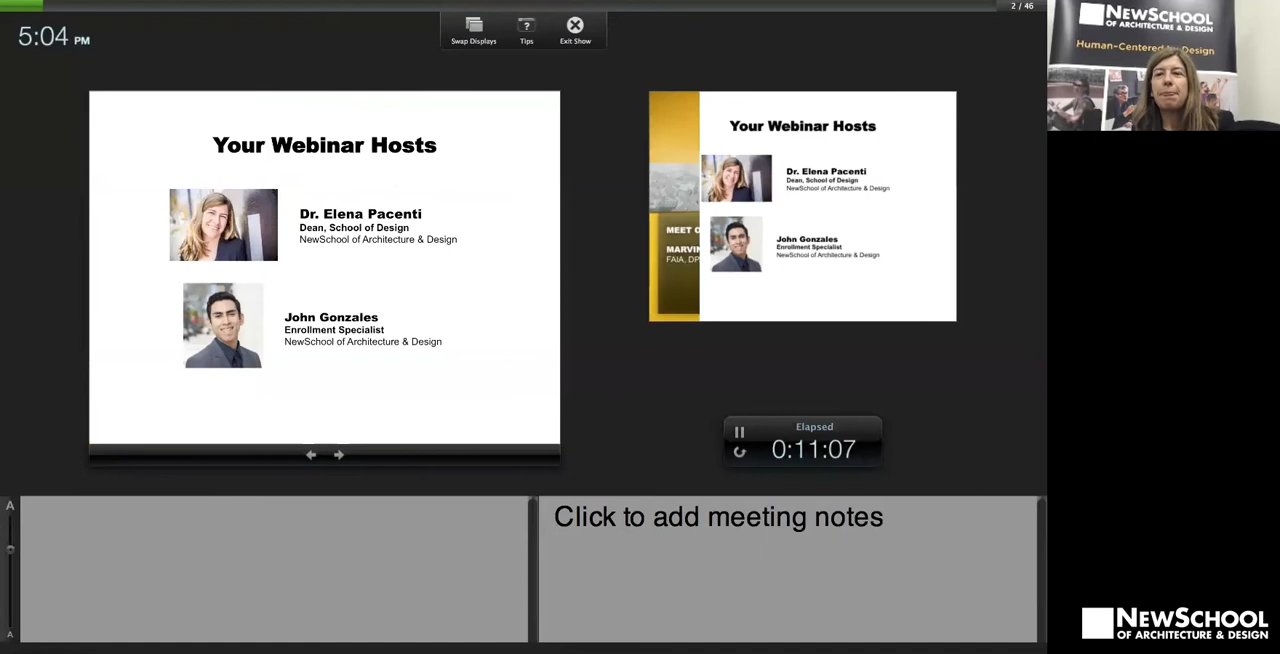 2 / 46
5:04 PM
Swap Displays
Tips
Exit Show
NEWSCHOOL
OF ARCHITECTURE & DESIGN
Human-Centered by Design
Your Webinar Hosts
Dr. Elena Pacenti
Dean, School of Design
NewSchool of Architecture & Design
John Gonzales
Enrollment Specialist
NewSchool of Architecture & Design
Your Webinar Hosts
Dr. Elena Pacenti
Dean, School of Design
NewSchool of Architecture & Design
MEET O
MARVIN
FAIA, DP
John Gonzales
Enrollment Specialist
NewSchool of Architecture & Design
Elapsed
0:11:07
A
A
Click to add meeting notes
NEWSCHOOL
OF ARCHITECTURE & DESIGN